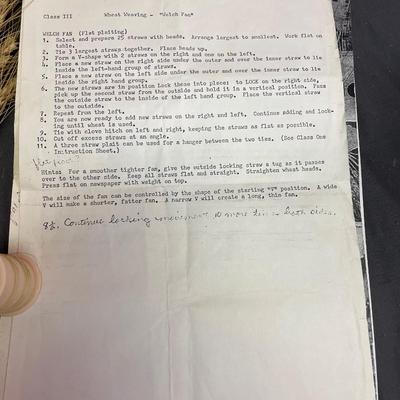 Class III Wheat Weaving - "Welch Fan"
WELCH FAN (Flat plaiting)
1. Select and prepare 25 straws with heads. Arrange largest to smallest. Work flat on
table.
2. Tie 3 largest straws together. Place heads up.
3. Form a V-shape with 2 straws on the right and one on the left.
4. Place a new straw on the right side under the outer and over the inner straw to lie
inside the left-hand group of straws.
5. Place a new straw on the left side under the outer and over the inner straw to lie
inside the right hand group.
6. The new straws are in position Lock these into place: to LOCK on the right side,
pick up the second straw from the outside and bold it in a vertical position. Pass
the outside straw to the inside of the left hand group. Place the vertical straw
to the outside.
7. Repeat from the left.
8. You are now ready to add new straws on the right and left. Continue adding and lock-
ing until wheat is used.
9. Tie with clove hitch on left and right, keeping the straws as flat as possible.
10. Cut off excess straws at an angle.
11. A three straw plait can be used for a hanger between the two ties. (See Class One
Instruction Sheet.)
Hints: For a smoother tighter fan, give the outside locking straw a tug as it passes
over to the other side. Keep all straws flat and straight. Straighten wheat heads.
Press flat on newspaper with weight on top.
The size of the fan can be controlled by the shape of the starting "V" position. A wide
V will make a shorter, fatter fan. A narrow V will create a long, thin fan.
8½. Continue locking movement 10 more times both sides.